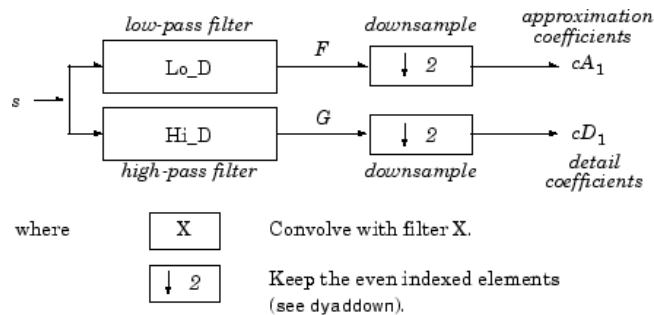 low-pass filter
downsample
approximation
coefficients
s
Lo_D
F
↓ 2
cA1
Hi_D
G
↓ 2
cD1
high-pass filter
downsample
detail
coefficients
where
X
Convolve with filter X.
↓ 2
Keep the even indexed elements
(see dyaddown).